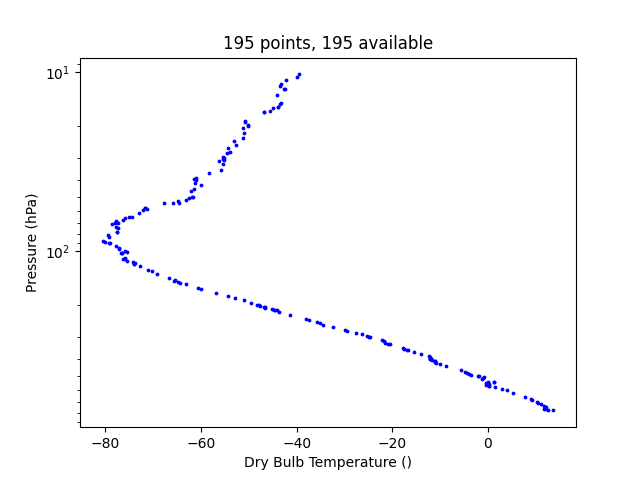 195 points, 195 available
10¹
10²
Pressure (hPa)
−80
−60
−40
−20
0
Dry Bulb Temperature ()